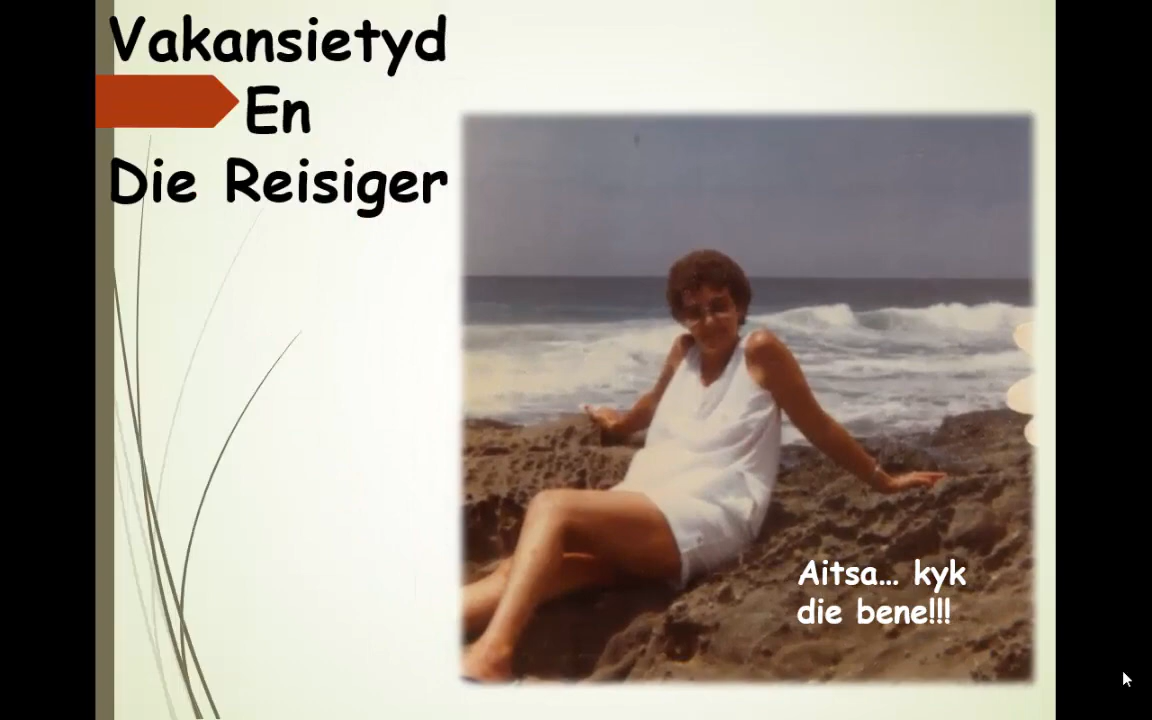 Vakansietyd
En
Die Reisiger
Aitsa... kyk
die bene!!!